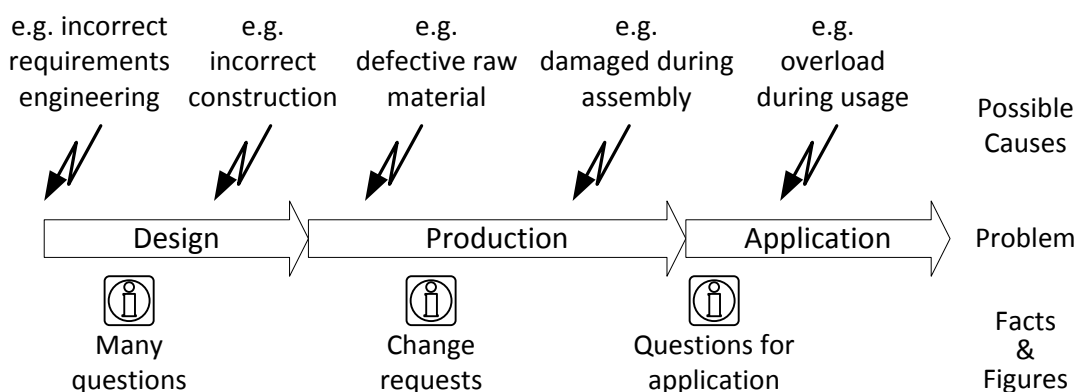 e.g. incorrect
requirements
engineering
e.g.
incorrect
construction
e.g.
defective raw
material
e.g.
damaged during
assembly
e.g.
overload
during usage
Possible
Causes
Design
Production
Application
Problem
Many
questions
Change
requests
Questions for
application
Facts
&
Figures